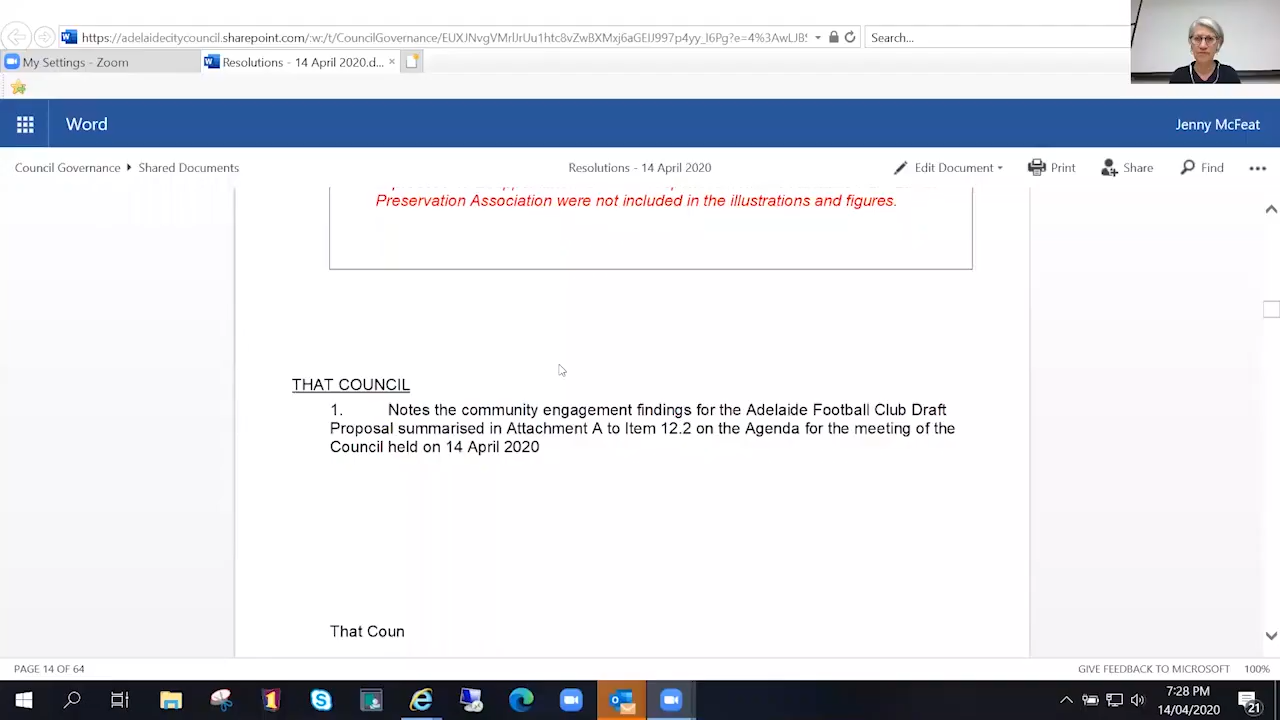 https://adelaidecitycouncil.sharepoint.com/:w:/t/CouncilGovernance/
Search...
My Settings - Zoom
Resolutions - 14 April 2020.d...
Word
Jenny McFeat
Council Governance
Shared Documents
Resolutions - 14 April 2020
Edit Document
Print
Share
Find
Preservation Association were not included in the illustrations and figures.
THAT COUNCIL
1. Notes the community engagement findings for the Adelaide Football Club Draft
Proposal summarised in Attachment A to Item 12.2 on the Agenda for the meeting of the
Council held on 14 April 2020
That Coun
PAGE 14 OF 64
GIVE FEEDBACK TO MICROSOFT
100%
7:28 PM
14/04/2020
21